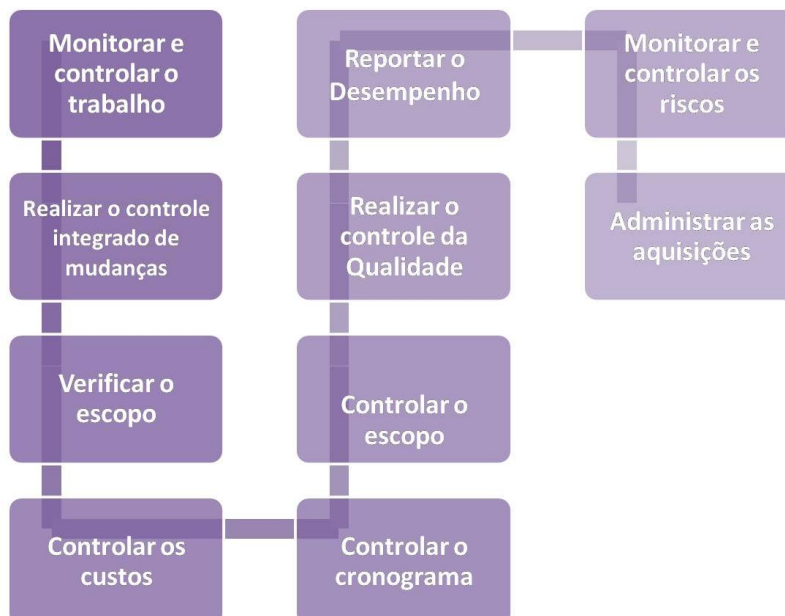 Monitorar e
controlar o
trabalho
Realizar o controle
integrado de
mudanças
Verificar o
escopo
Controlar os
custos
Controlar o
cronograma
Controlar o
escopo
Realizar o
controle da
Qualidade
Reportar o
Desempenho
Monitorar e
controlar os
riscos
Administrar as
aquisições